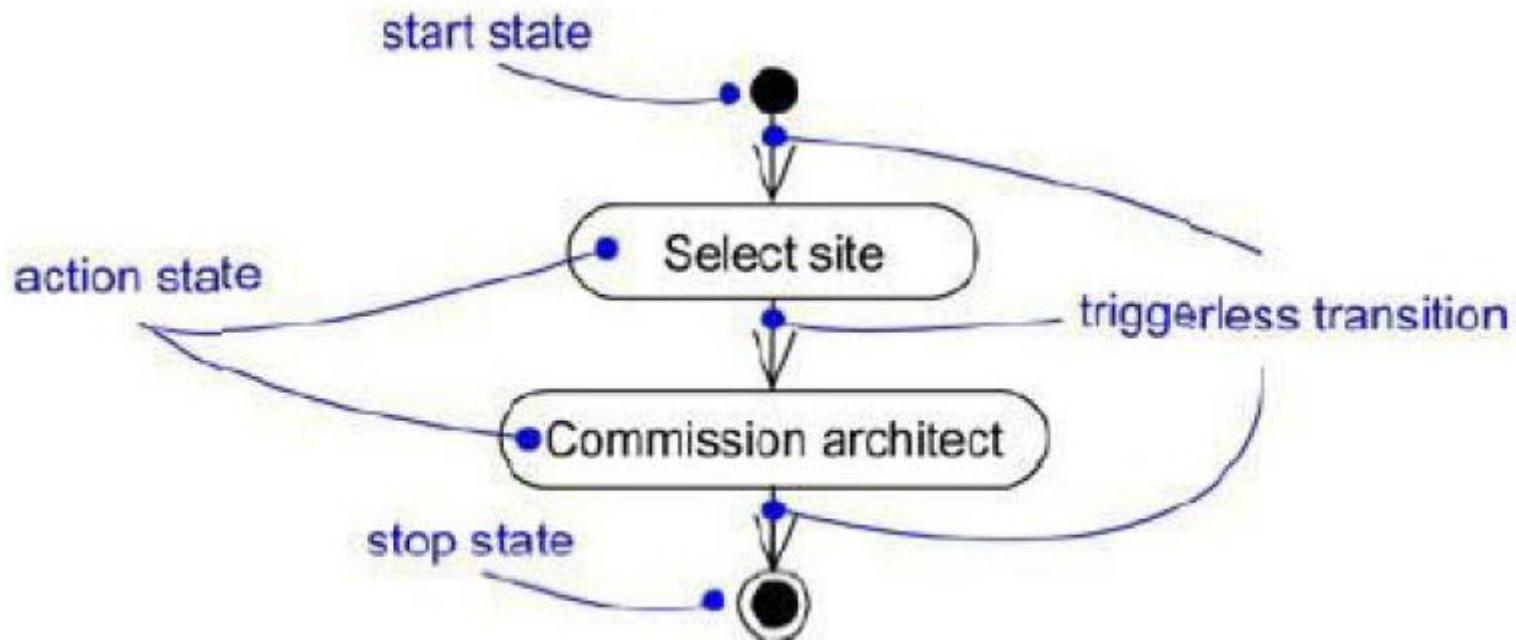 start state
Select site
action state
triggerless transition
Commission architect
stop state